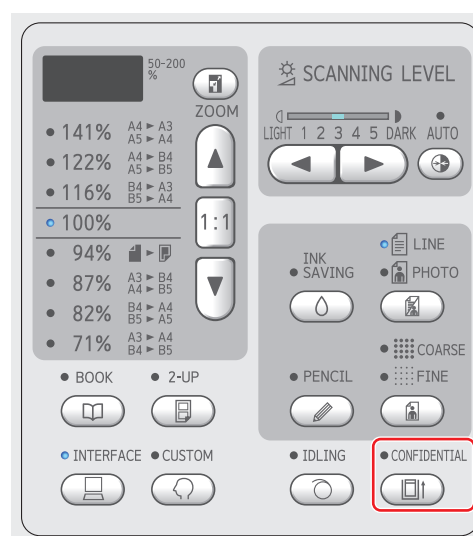 50-200
%
ZOOM
141% A4 ► A3
A5 ► A4
122% A4 ► B4
A5 ► B5
116% B4 ► A3
B5 ► A4
100%
94%
87% A3 ► B4
A4 ► B5
82% B4 ► A4
B5 ► A5
71% A3 ► A4
B4 ► B5
1:1
BOOK
2-UP
INTERFACE
CUSTOM
SCANNING LEVEL
LIGHT 1 2 3 4 5 DARK AUTO
INK
SAVING
LINE
PHOTO
COARSE
PENCIL
FINE
IDLING
CONFIDENTIAL